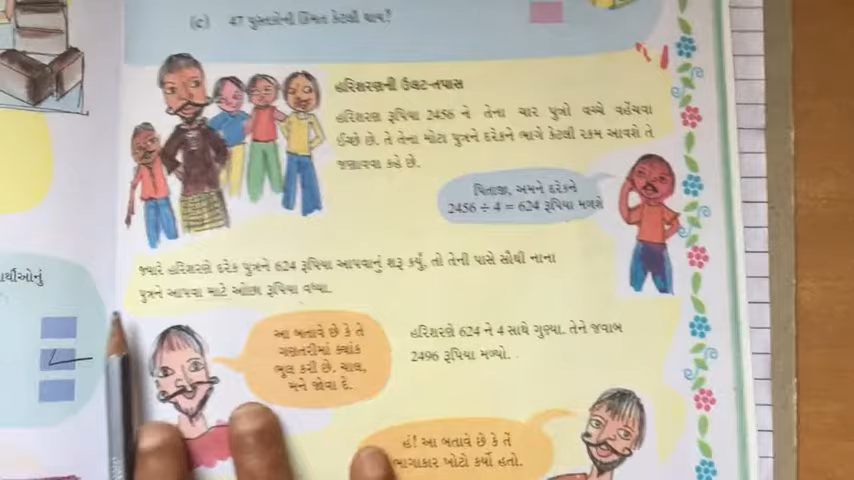 (c) 47 પુસ્તકોની કિંમત કેટલી થાય?
હરિશરણની ઉલટ-તપાસ
હરિશરણ રૂપિયા 2456 ને તેના ચાર પુત્રો વચ્ચે વહેંચવા
ઈચ્છે છે. તે તેના મોટા પુત્રને દરેકને ભાગે કેટલી રકમ આવશે તે
જણાવવા કહે છે.
પિતાજી, અમને દરેકને
2456 ÷ 4 = 624 રૂપિયા મળશે
જ્યારે હરિશરણે દરેક પુત્રને 624 રૂપિયા આપવાનું શરૂ કર્યું, તો તેની પાસે સૌથી નાના
પુત્રને આપવા માટે ઓછા રૂપિયા વધ્યા.
ાર્થીઓનું
આ બતાવે છે કે તે
ગણતરીમાં ક્યાંક
ભૂલ કરી છે. ચાલ,
મને જોવા દે.
હરિશરણે 624 ને 4 સાથે ગુણ્યા. તેને જવાબ
2496 રૂપિયા મળ્યો.
હં! આ બતાવે છે કે તેં
ભાગાકાર ખોટો કર્યો હતો.